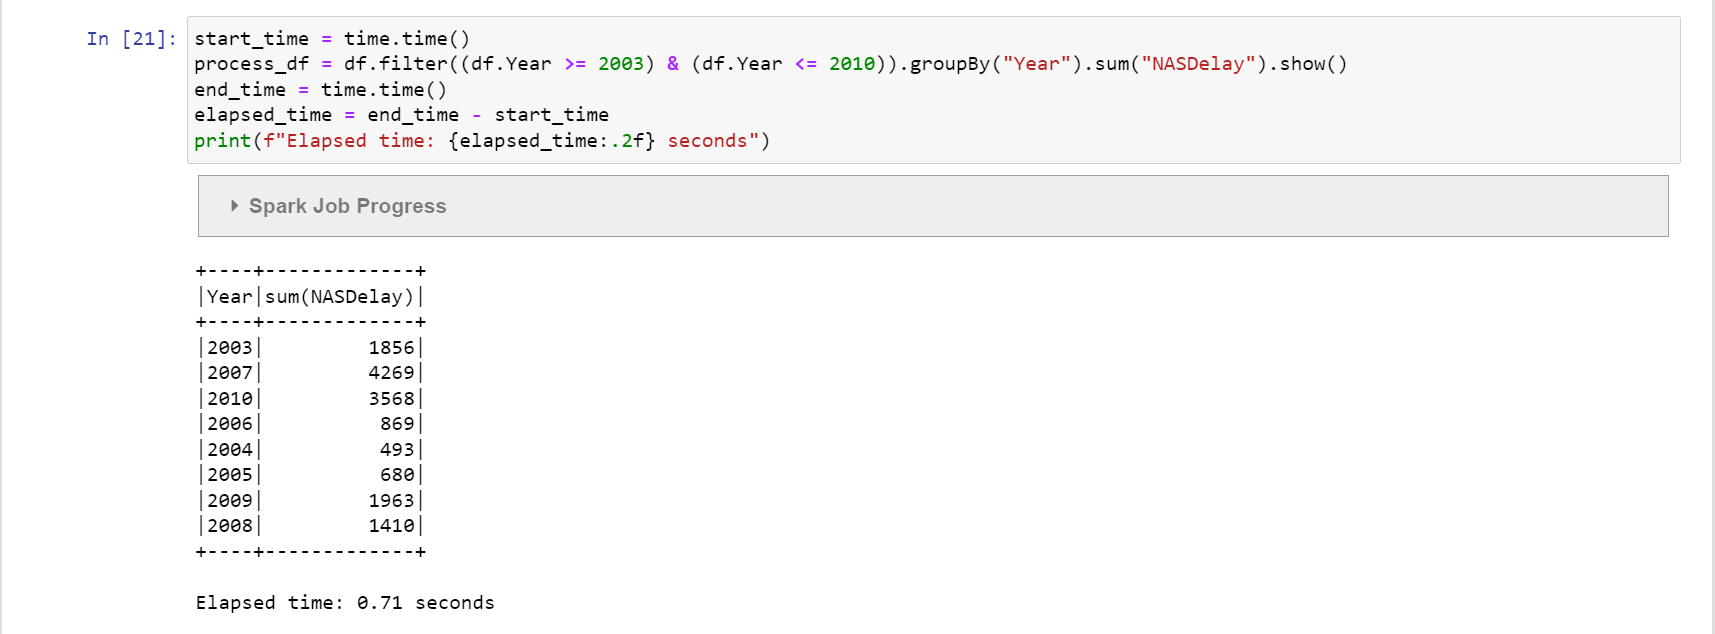 In [21]:
start_time = time.time()
process_df = df.filter((df.Year >= 2003) & (df.Year <= 2010)).groupBy("Year").sum("NASDelay").show()
end_time = time.time()
elapsed_time = end_time - start_time
print(f"Elapsed time: {elapsed_time:.2f} seconds")
Spark Job Progress
+----+-------------+
|Year|sum(NASDelay)|
+----+-------------+
|2003|         1856|
|2007|         4269|
|2010|         3568|
|2006|          869|
|2004|          493|
|2005|          680|
|2009|         1963|
|2008|         1410|
+----+-------------+
Elapsed time: 0.71 seconds